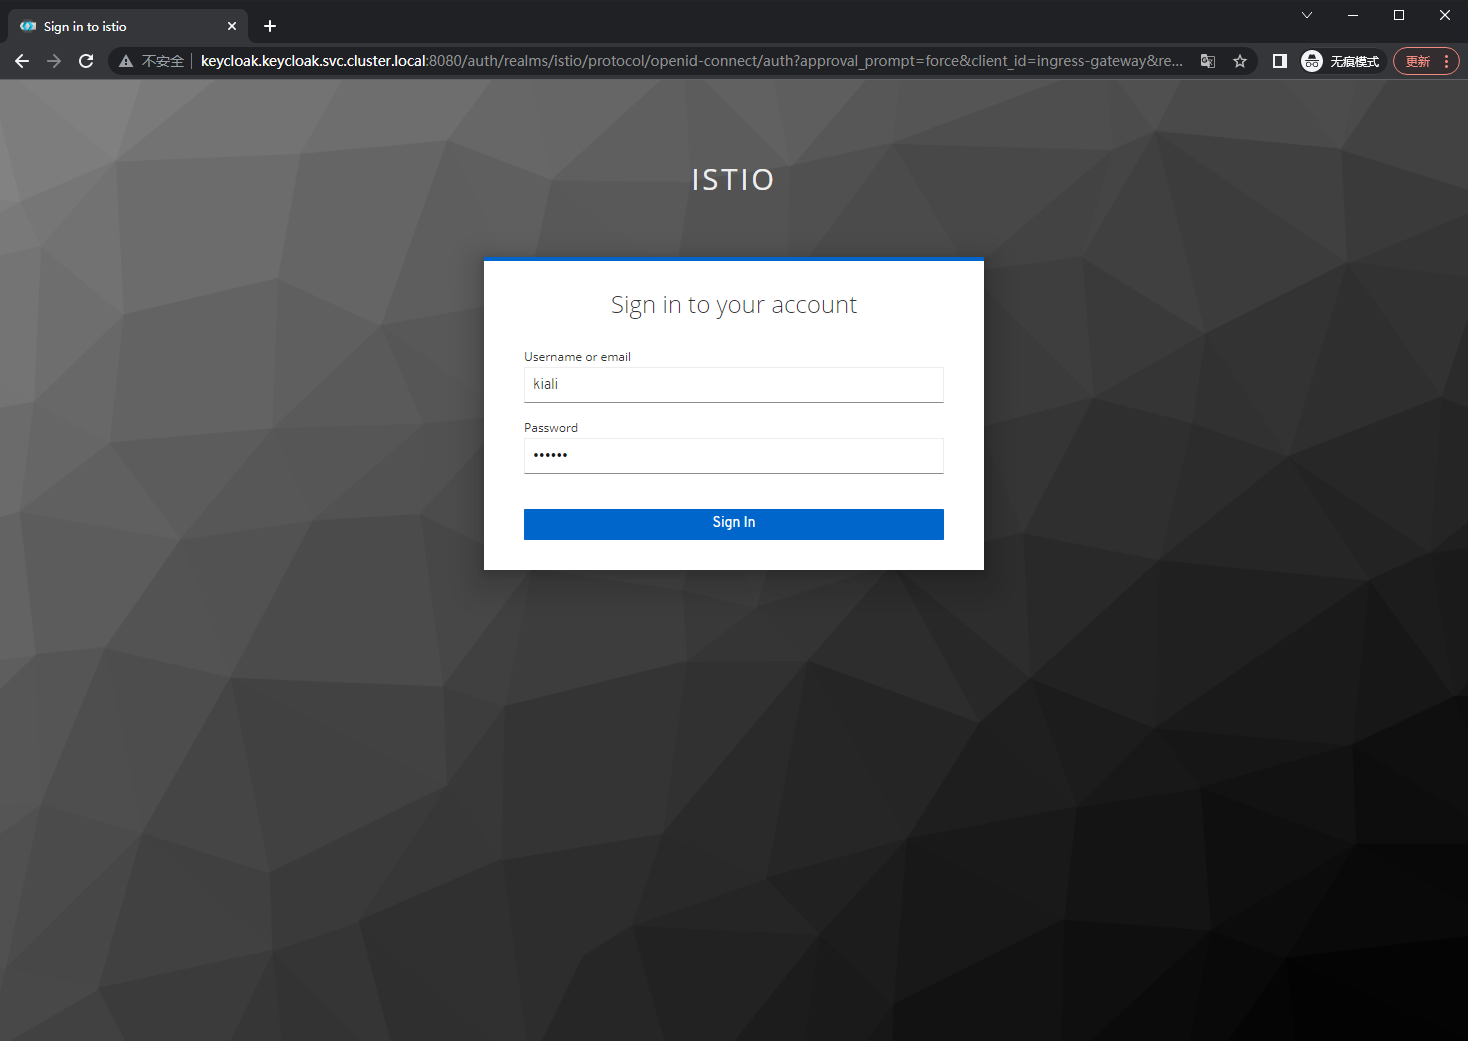 Sign in to istio
不安全 keycloak.keycloak.svc.cluster.local:8080/auth/realms/istio/protocol/openid-connect/auth?approval_prompt=force&client_id=ingress-gateway&re... 无痕模式 更新
ISTIO
Sign in to your account
Username or email
kiali
Password
••••••
Sign In